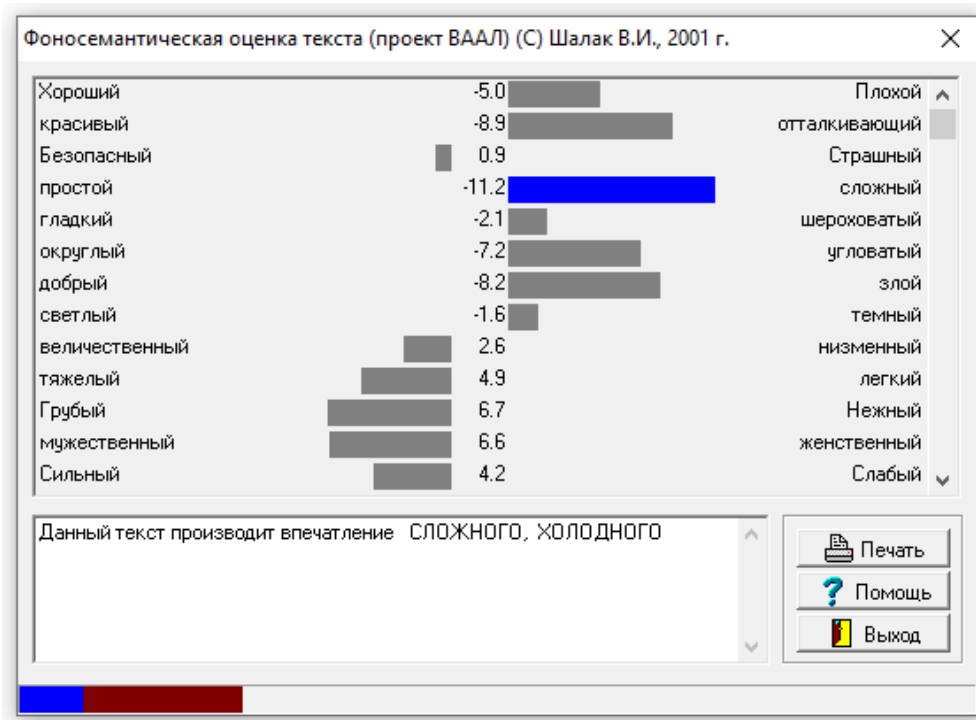 Фоносемантическая оценка текста (проект ВААЛ) (С) Шалак В.И., 2001 г.
Хороший -5.0 Плохой
красивый -8.9 отталкивающий
Безопасный 0.9 Страшный
простой -11.2 сложный
гладкий -2.1 шероховатый
округлый -7.2 угловатый
добрый -8.2 злой
светлый -1.6 темный
величественный 2.6 низменный
тяжелый 4.9 легкий
Грубый 6.7 Нежный
мужественный 6.6 женственный
Сильный 4.2 Слабый
Данный текст производит впечатление СЛОЖНОГО, ХОЛОДНОГО
Печать
Помощь
Выход